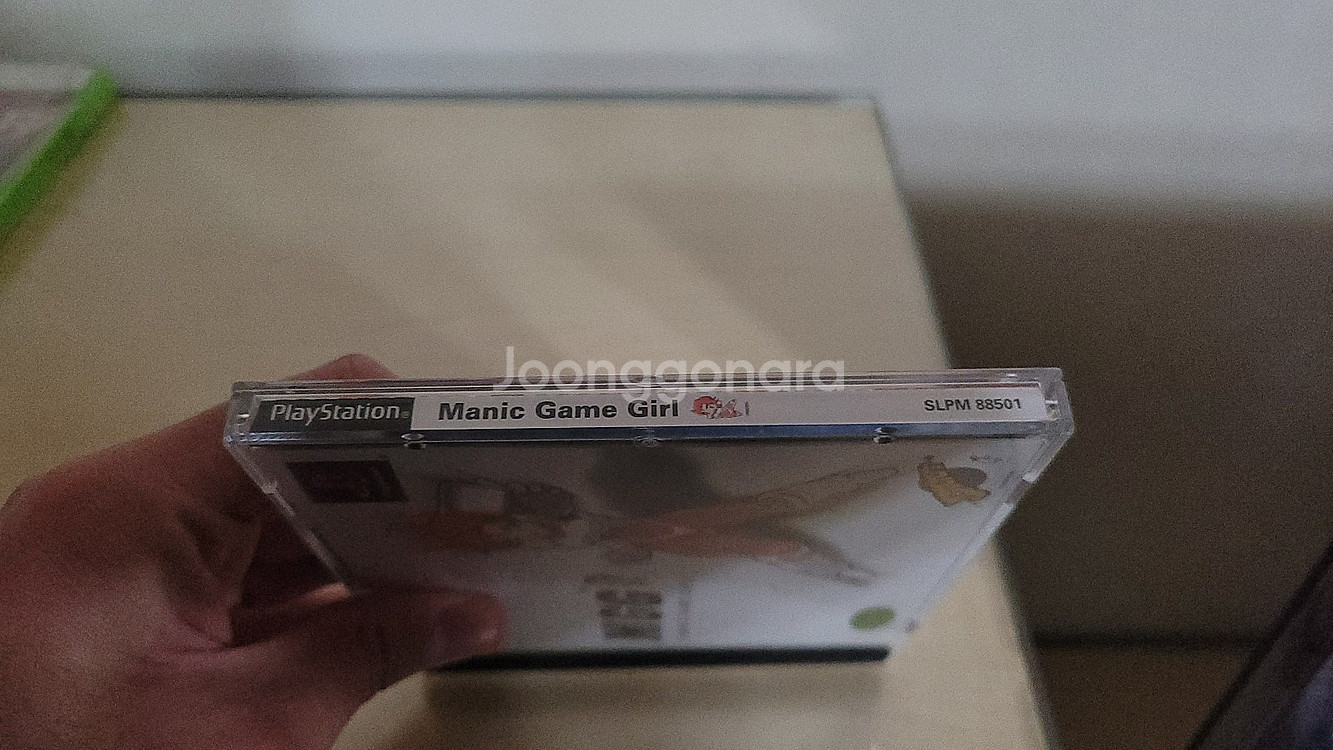 Joonggonara
PlayStation® Manic Game Girl SLPM 88501